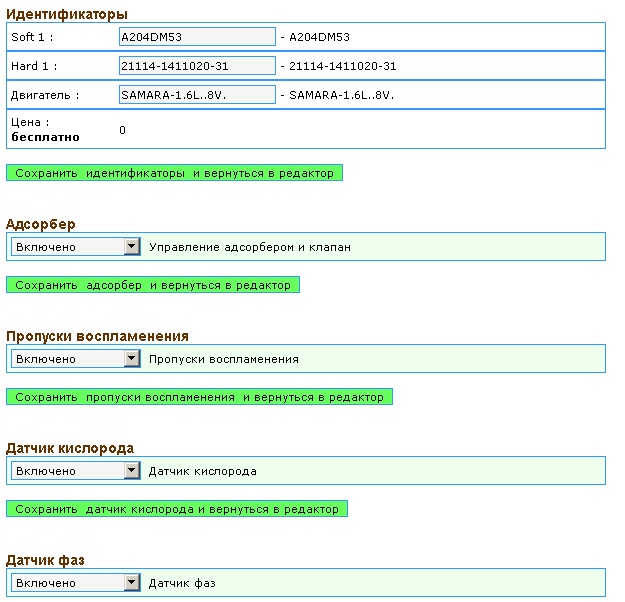 Идентификаторы
Soft 1 : A204DM53 - A204DM53
Hard 1 : 21114-1411020-31 - 21114-1411020-31
Двигатель : SAMARA-1.6L..8V. - SAMARA-1.6L..8V.
Цена :
бесплатно 0
Сохранить идентификаторы и вернуться в редактор
Адсорбер
Включено Управление адсорбером и клапан
Сохранить адсорбер и вернуться в редактор
Пропуски воспламенения
Включено Пропуски воспламенения
Сохранить пропуски воспламенения и вернуться в редактор
Датчик кислорода
Включено Датчик кислорода
Сохранить датчик кислорода и вернуться в редактор
Датчик фаз
Включено Датчик фаз